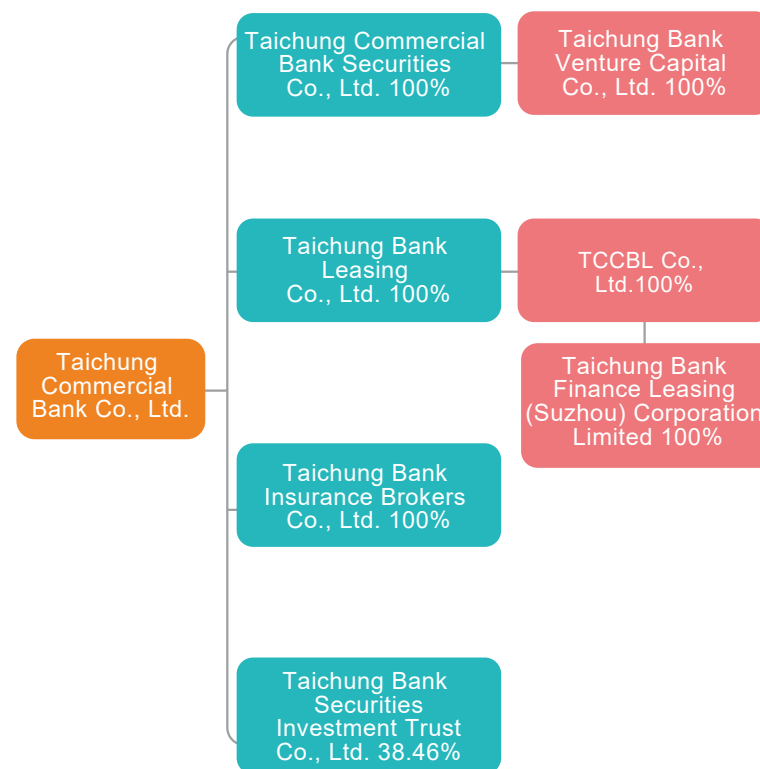 Taichung Commercial
Bank Securities
Co., Ltd. 100%
Taichung Bank
Venture Capital
Co., Ltd. 100%
Taichung Bank
Leasing
Co., Ltd. 100%
TCCBL Co.,
Ltd.100%
Taichung
Commercial
Bank Co., Ltd.
Taichung Bank
Finance Leasing
(Suzhou) Corporation
Limited 100%
Taichung Bank
Insurance Brokers
Co., Ltd. 100%
Taichung Bank
Securities
Investment Trust
Co., Ltd. 38.46%